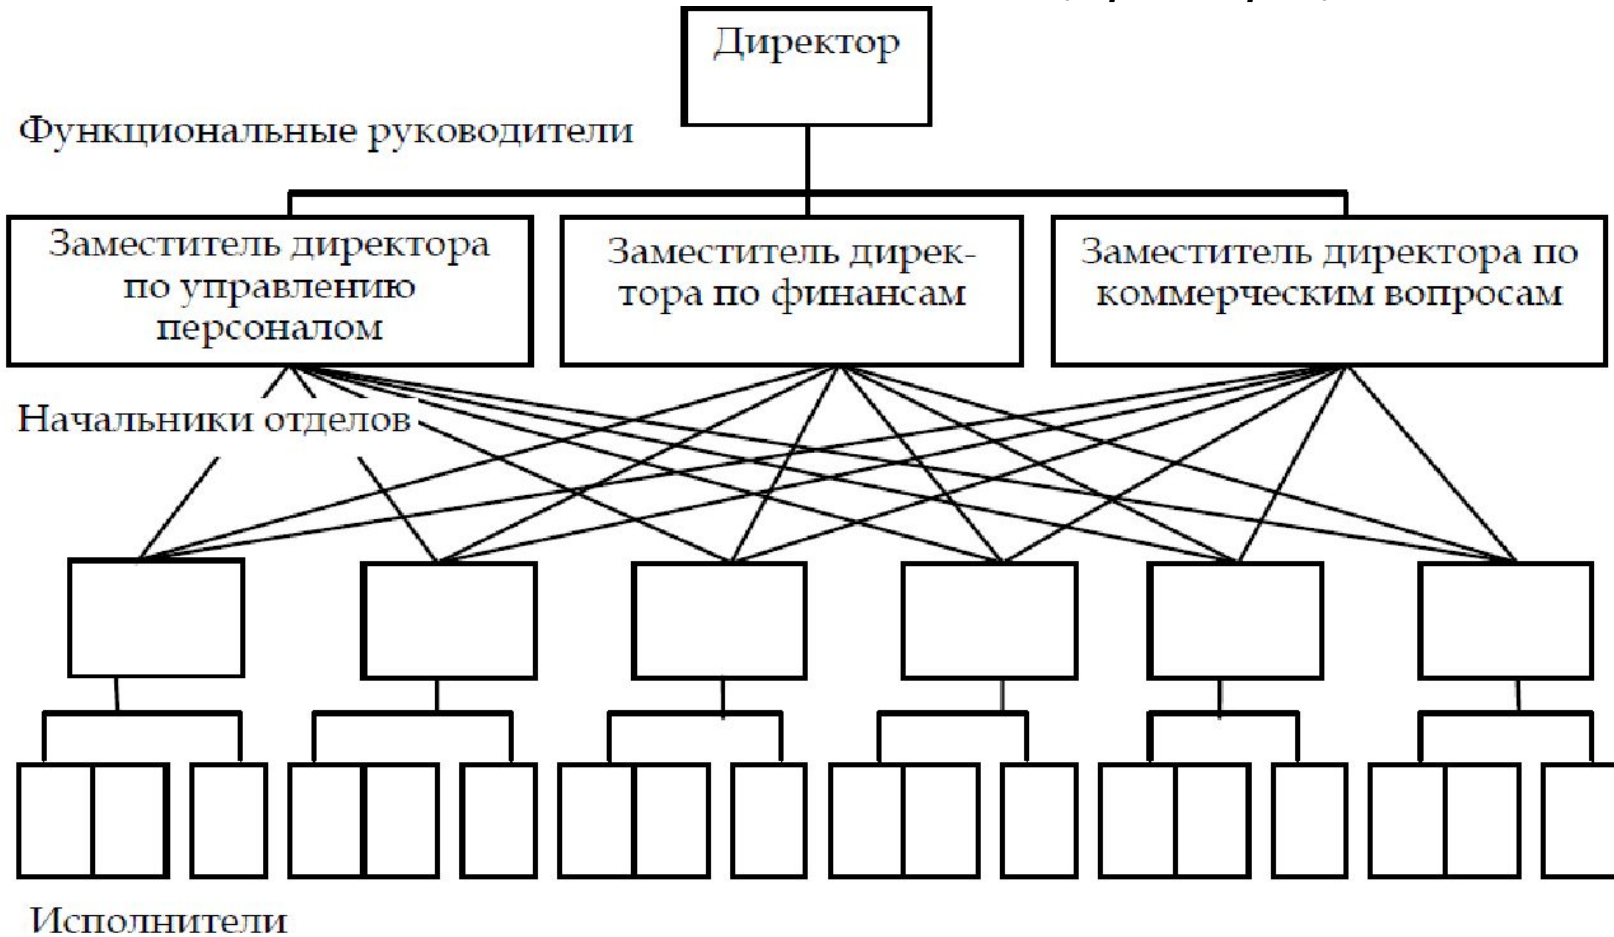 Директор
Функциональные руководители
Заместитель директора
по управлению
персоналом
Заместитель дирек-
тора по финансам
Заместитель директора по
коммерческим вопросам
Начальники отделов
Исполнители